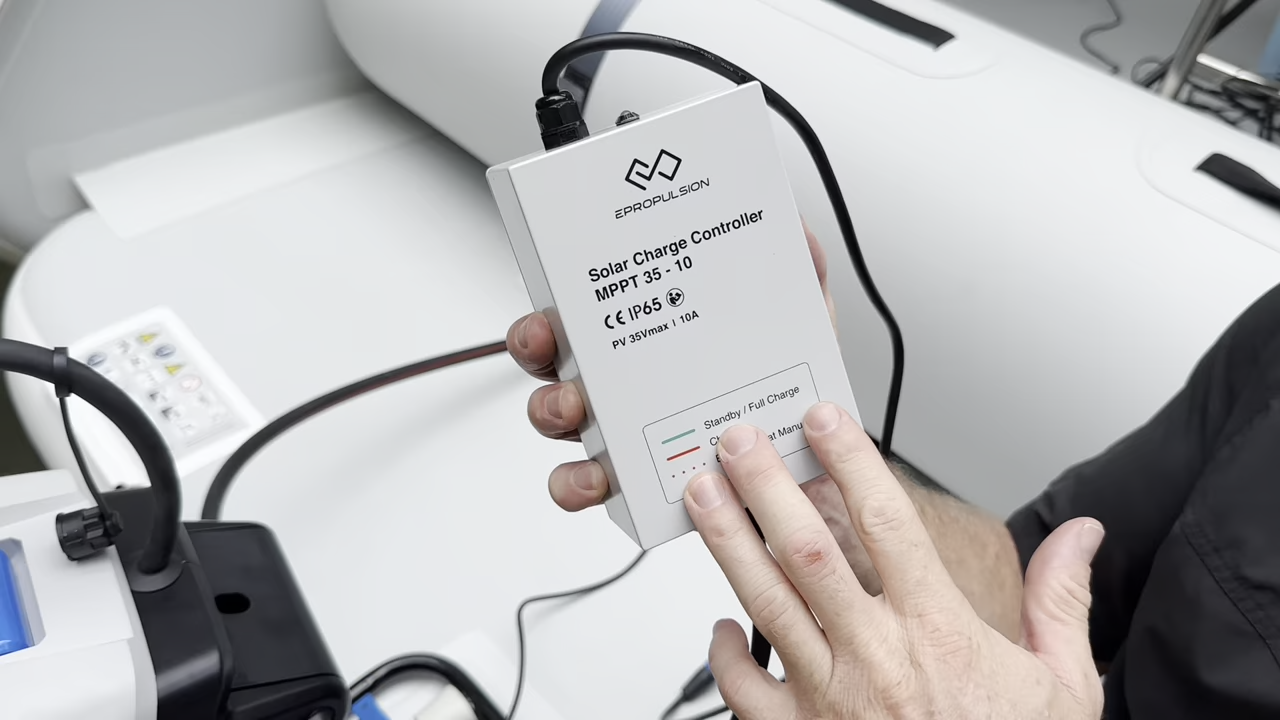 EPROPULSION
Solar Charge Controller
MPPT 35 - 10
CE IP65
PV 35Vmax | 10A
Standby / Full Charge